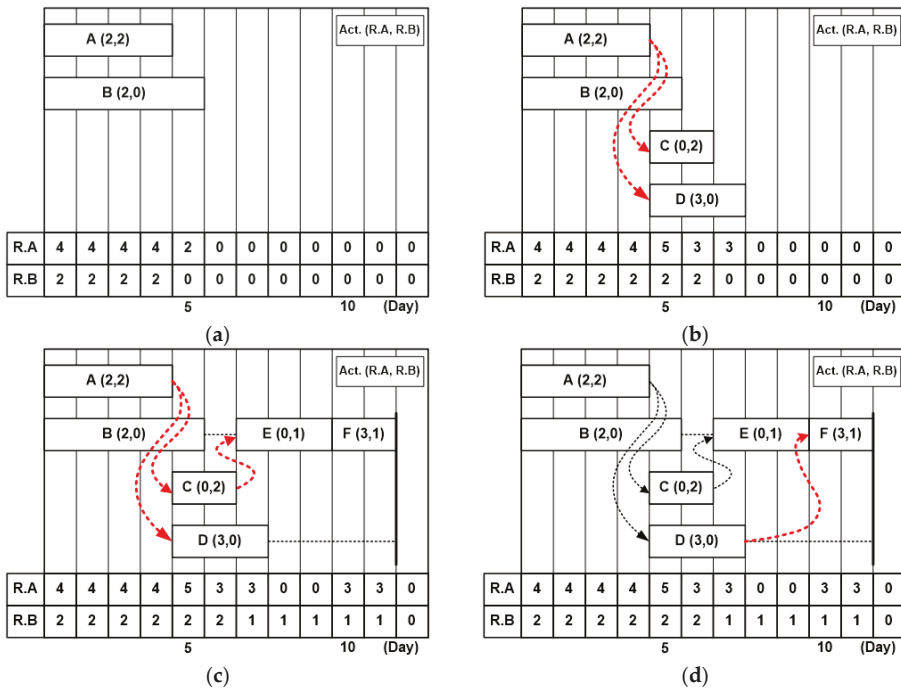 A (2,2)
Act. (R.A, R.B)
B (2,0)
R.A 4 4 4 4 2 0 0 0 0 0 0 0
R.B 2 2 2 2 0 0 0 0 0 0 0 0
5 10 (Day)
(a)
A (2,2)
Act. (R.A, R.B)
B (2,0)
C (0,2)
D (3,0)
R.A 4 4 4 4 5 3 3 0 0 0 0 0
R.B 2 2 2 2 2 2 0 0 0 0 0 0
5 10 (Day)
(b)
A (2,2)
Act. (R.A, R.B)
B (2,0) E (0,1) F (3,1)
C (0,2)
D (3,0)
R.A 4 4 4 4 5 3 3 0 0 3 3 0
R.B 2 2 2 2 2 2 1 1 1 1 1 0
5 10 (Day)
(c)
A (2,2)
Act. (R.A, R.B)
B (2,0) E (0,1) F (3,1)
C (0,2)
D (3,0)
R.A 4 4 4 4 5 3 3 0 0 3 3 0
R.B 2 2 2 2 2 2 1 1 1 1 1 0
5 10 (Day)
(d)